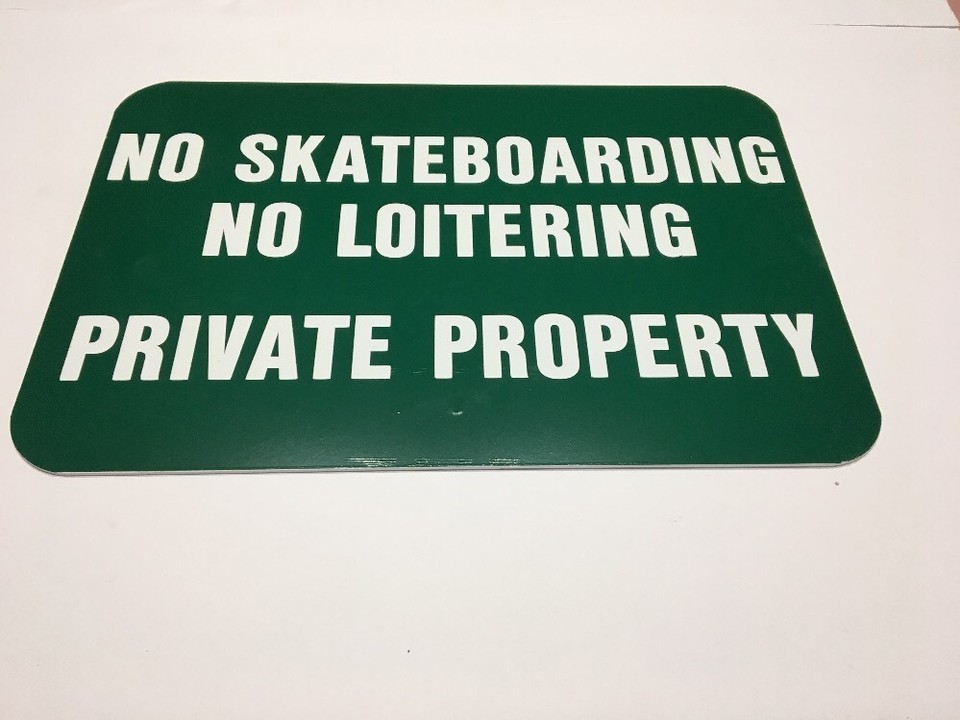 NO SKATEBOARDING
NO LOITERING
PRIVATE PROPERTY